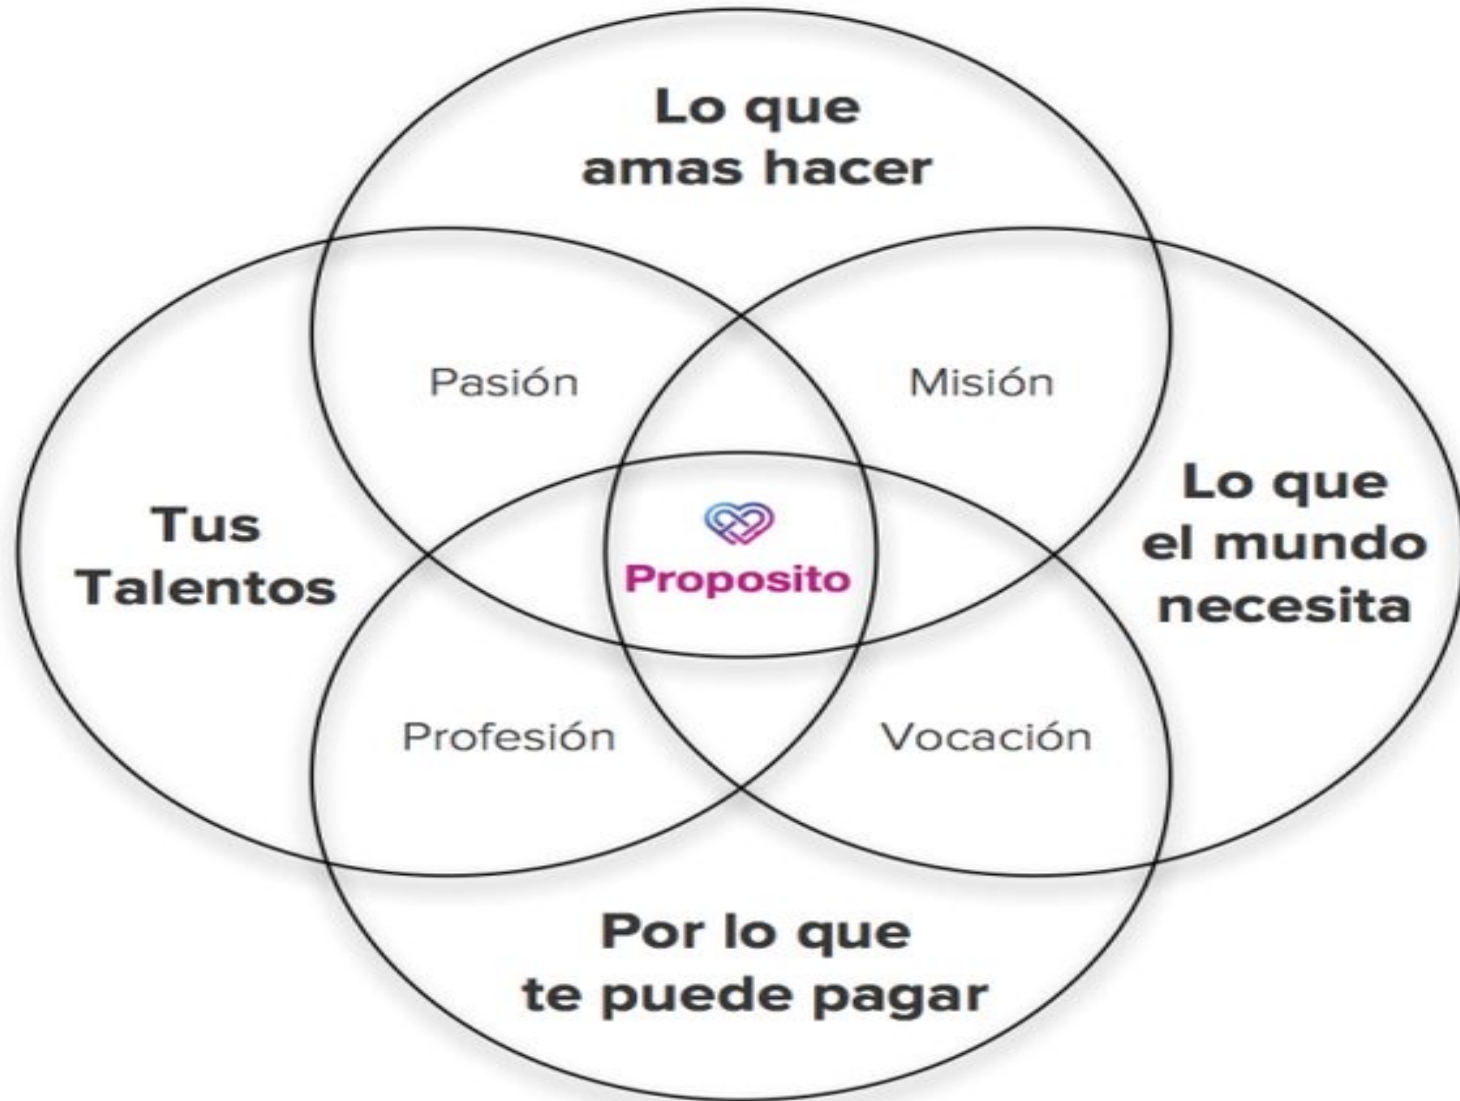 Lo que
amas hacer
Pasión
Misión
Tus
Talentos
Proposito
Lo que
el mundo
necesita
Profesión
Vocación
Por lo que
te puede pagar